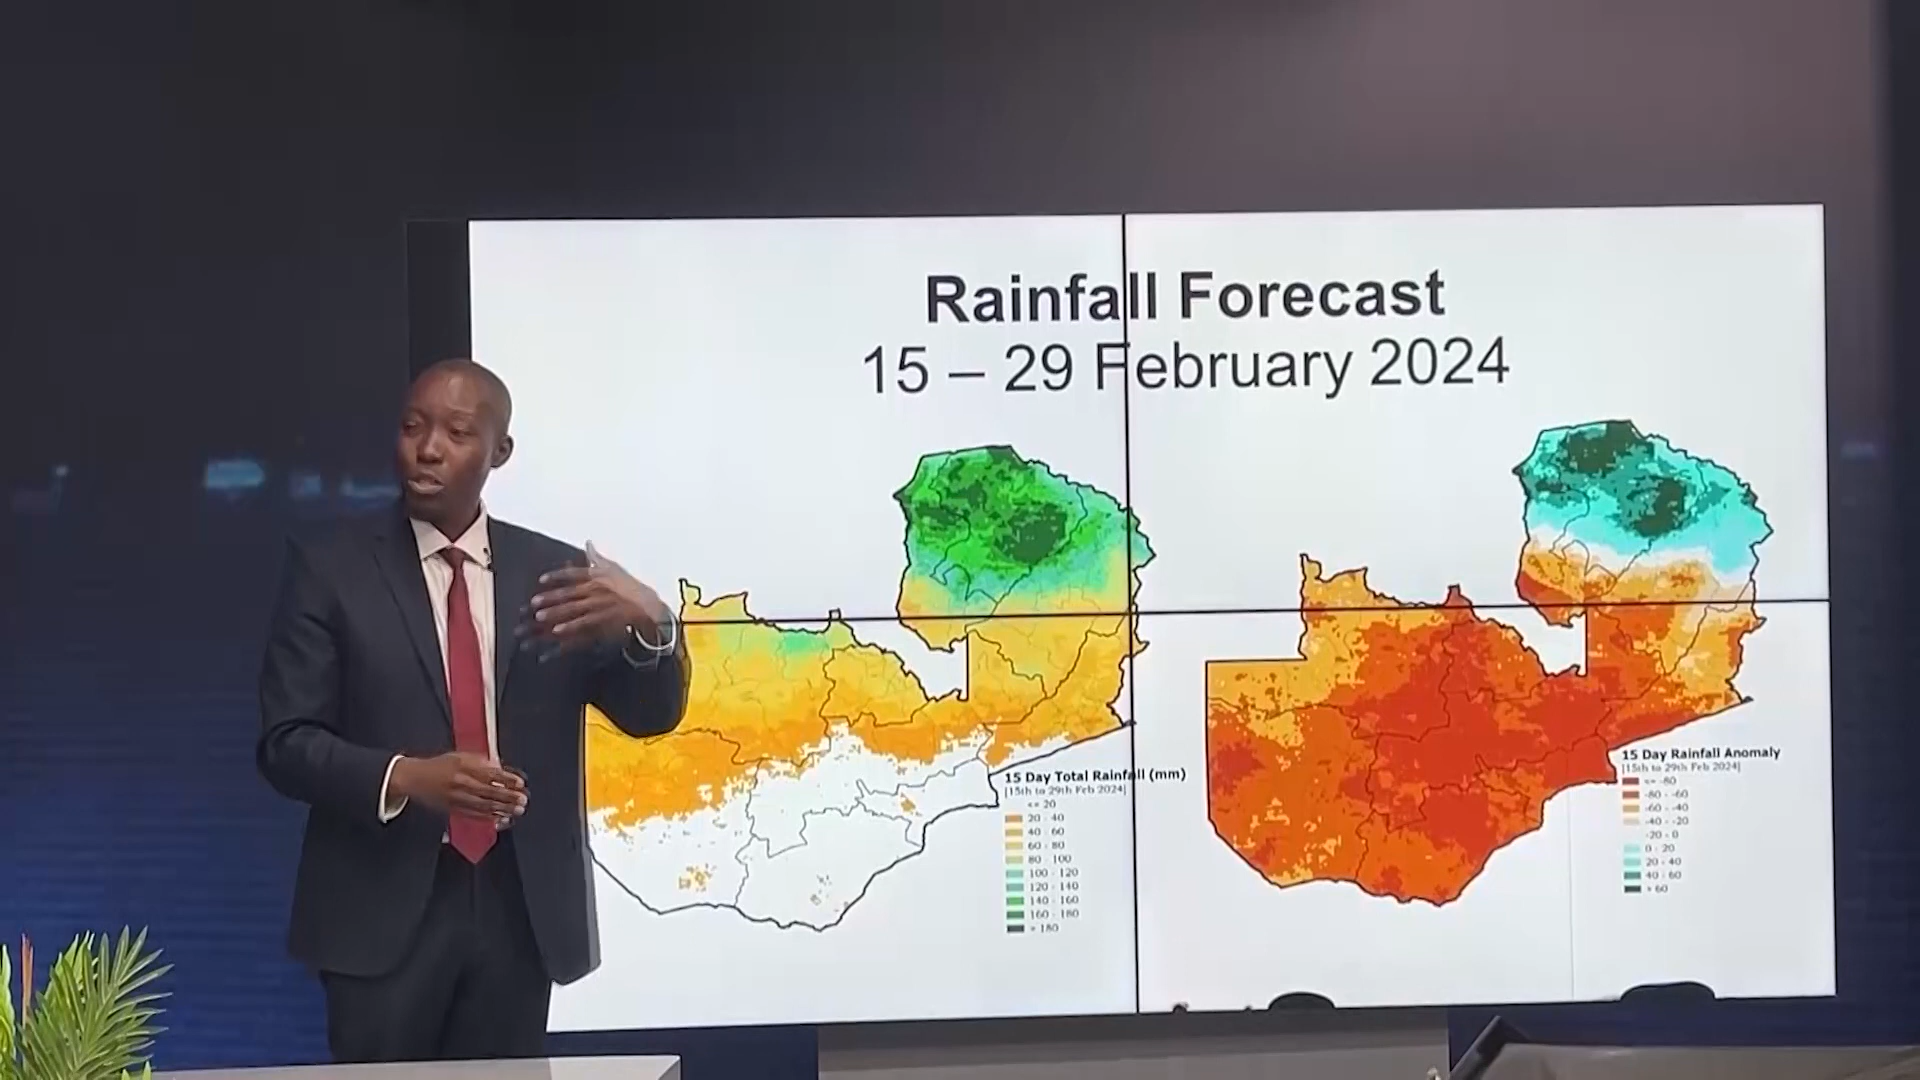 Rainfall Forecast
15 – 29 February 2024
15 Day Total Rainfall (mm)
[15th to 29th Feb 2024]
<= 20
20 - 40
40 - 60
60 - 80
80 - 100
100 - 120
120 - 140
140 - 160
160 - 180
> 180
15 Day Rainfall Anomaly
[15th to 29th Feb 2024]
<= -80
-80 - -60
-60 - -40
-40 - -20
-20 - 0
0 - 20
20 - 40
40 - 60
> 60